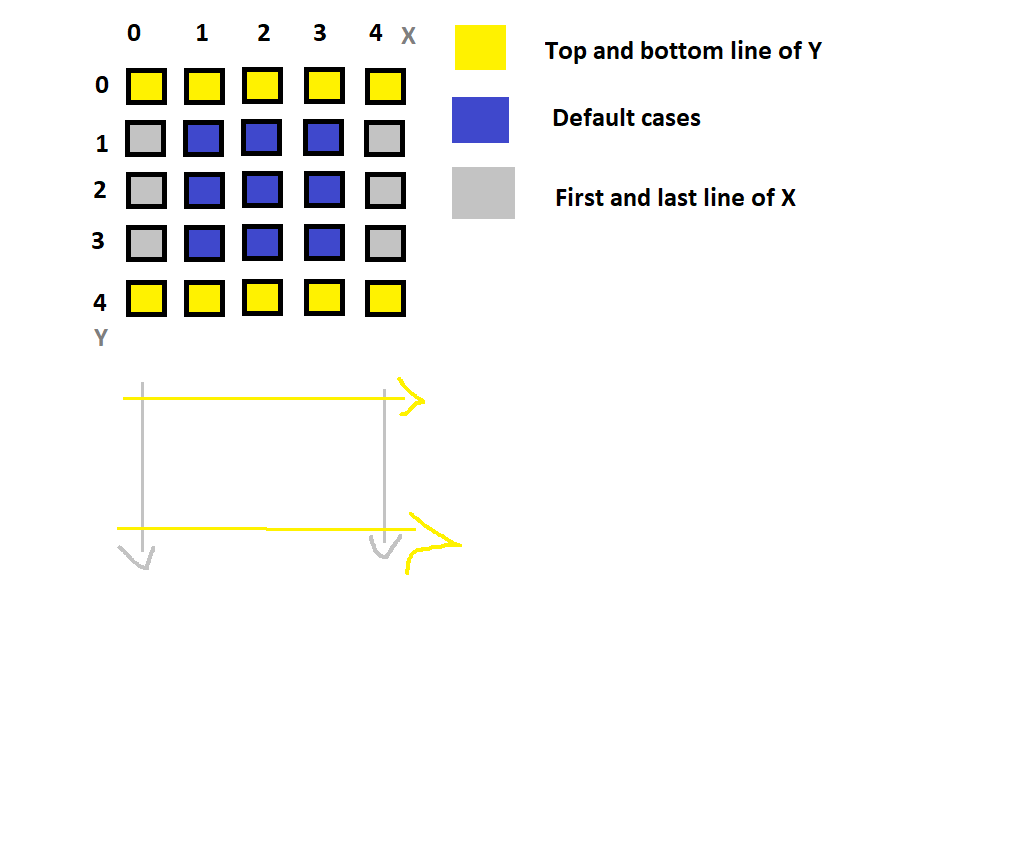 0 1 2 3 4 X
0
1
2
3
4
Y
Top and bottom line of Y
Default cases
First and last line of X